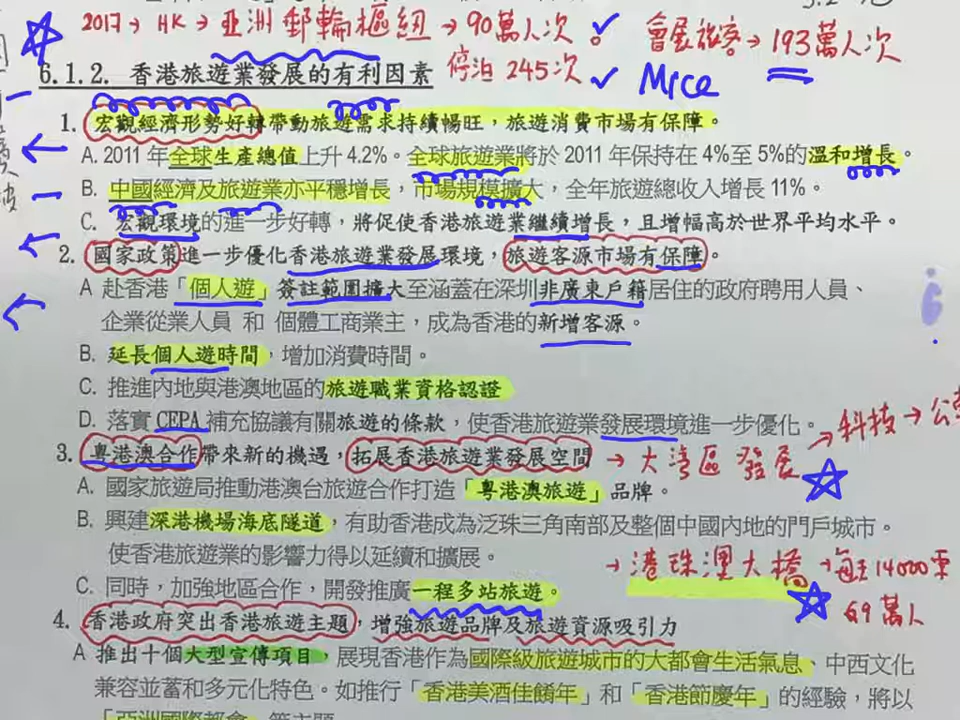 2017 → HK → 亞洲郵輪樞紐 → 90萬人次 。 會展旅客 → 193萬人次
6.1.2. 香港旅遊業發展的有利因素 停泊 245次 Mice
1. 宏觀經濟形勢好轉帶動旅遊需求持續暢旺，旅遊消費市場有保障。
A. 2011 年全球生產總值上升 4.2%。全球旅遊業將於 2011 年保持在 4%至 5%的溫和增長。
B. 中國經濟及旅遊業亦平穩增長，市場規模擴大，全年旅遊總收入增長 11%。
C. 宏觀環境的進一步好轉，將促使香港旅遊業繼續增長，且增幅高於世界平均水平。
2. 國家政策進一步優化香港旅遊業發展環境，旅遊客源市場有保障。
A 赴香港「個人遊」簽註範圍擴大至涵蓋在深圳非廣東戶籍居住的政府聘用人員、
企業從業人員 和 個體工商業主，成為香港的新增客源。
B. 延長個人遊時間，增加消費時間。
C. 推進內地與港澳地區的旅遊職業資格認證
D. 落實 CEPA 補充協議有關旅遊的條款，使香港旅遊業發展環境進一步優化。
→ 科技 →
3. 粵港澳合作帶來新的機遇，拓展香港旅遊業發展空間 → 大灣區 發展
A. 國家旅遊局推動港澳台旅遊合作打造「粵港澳旅遊」品牌。
B. 興建深港機場海底隧道，有助香港成為泛珠三角南部及整個中國內地的門戶城市。
使香港旅遊業的影響力得以延續和擴展。
→ 港珠澳大橋 → 每天 14000
C. 同時，加強地區合作，開發推廣一程多站旅遊。
69萬人
4. 香港政府突出香港旅遊主題，增強旅遊品牌及旅遊資源吸引力
A 推出十個大型宣傳項目，展現香港作為國際級旅遊城市的大都會生活氣息、中西文化
兼容並蓄和多元化特色。如推行「香港美酒佳餚年」和「香港節慶年」的經驗，將以
「亞洲國際都會」等主題